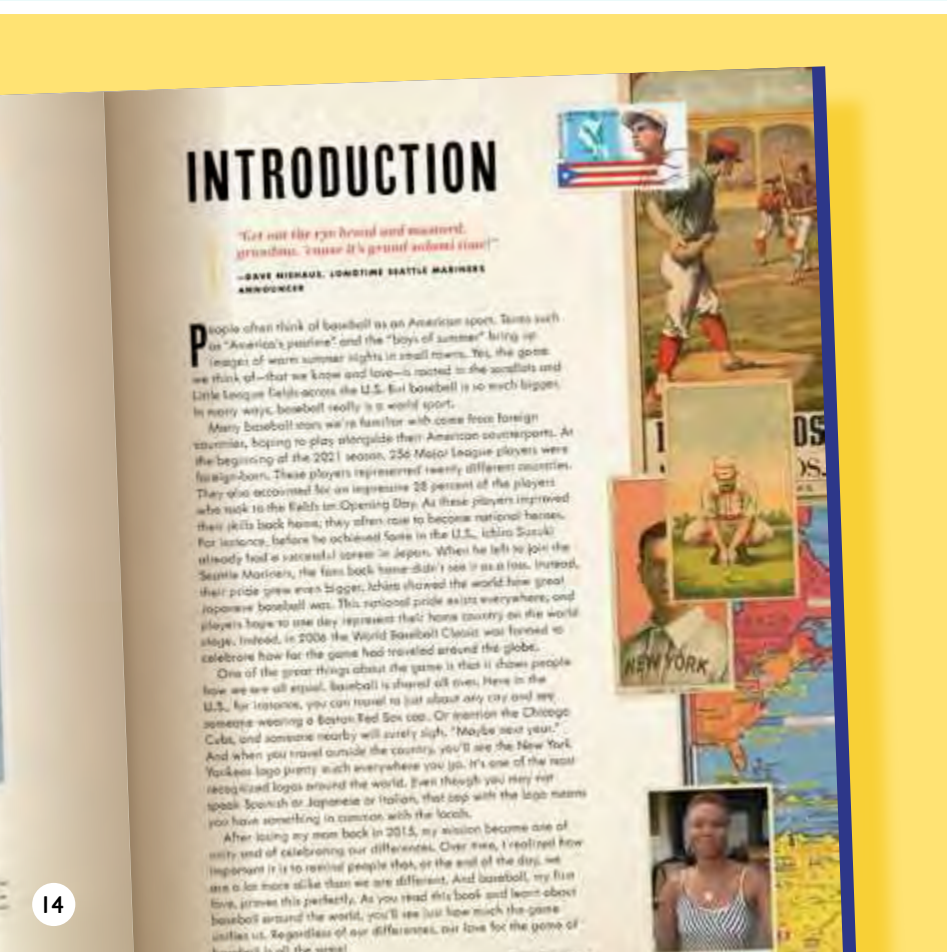 INTRODUCTION
"Get out the rye bread and mustard,
grandma, 'cause it's grand salami time!"
—DAVE NIEHAUS, LONGTIME SEATTLE MARINERS
ANNOUNCER
People often think of baseball as an American sport. Terms such
as "America's pastime" and the "boys of summer" bring up
images of warm summer nights in small towns. Yes, the game
we think of—that we know and love—is rooted in the sandlots and
Little League fields across the U.S. But baseball is so much bigger.
In many ways, baseball really is a world sport.
Many baseball stars we're familiar with come from foreign
countries, hoping to play alongside their American counterparts. At
the beginning of the 2021 season, 256 Major League players were
foreign-born. These players represented twenty different countries.
They also accounted for an impressive 28 percent of the players
who took to the fields on Opening Day. As these players improved
their skills back home, they often rose to become national heroes.
For instance, before he achieved fame in the U.S., Ichiro Suzuki
already had a successful career in Japan. When he left to join the
Seattle Mariners, the fans back home didn't see it as a loss. Instead,
their pride grew even bigger. Ichiro showed the world how great
Japanese baseball was. This national pride exists everywhere, and
players hope to one day represent their home country on the world
stage. Indeed, in 2006 the World Baseball Classic was formed to
celebrate how far the game had traveled around the globe.
One of the great things about the game is that it shows people
how we are all equal. Baseball is shared all over. Here in the
U.S., for instance, you can travel to just about any city and see
someone wearing a Boston Red Sox cap. Or mention the Chicago
Cubs, and someone nearby will surely sigh, "Maybe next year."
And when you travel outside the country, you'll see the New York
Yankees logo pretty much everywhere you go. It's one of the most
recognized logos around the world. Even though you may not
speak Spanish or Japanese or Italian, that cap with the logo means
you have something in common with the locals.
After losing my mom back in 2015, my mission became one of
unity and of celebrating our differences. Over time, I realized how
important it is to remind people that, at the end of the day, we
are a lot more alike than we are different. And baseball, my first
love, proves this perfectly. As you read this book and learn about
baseball around the world, you'll see just how much the game
unifies us. Regardless of our differences, our love for the game of
baseball is all the same!
NEW YORK
14